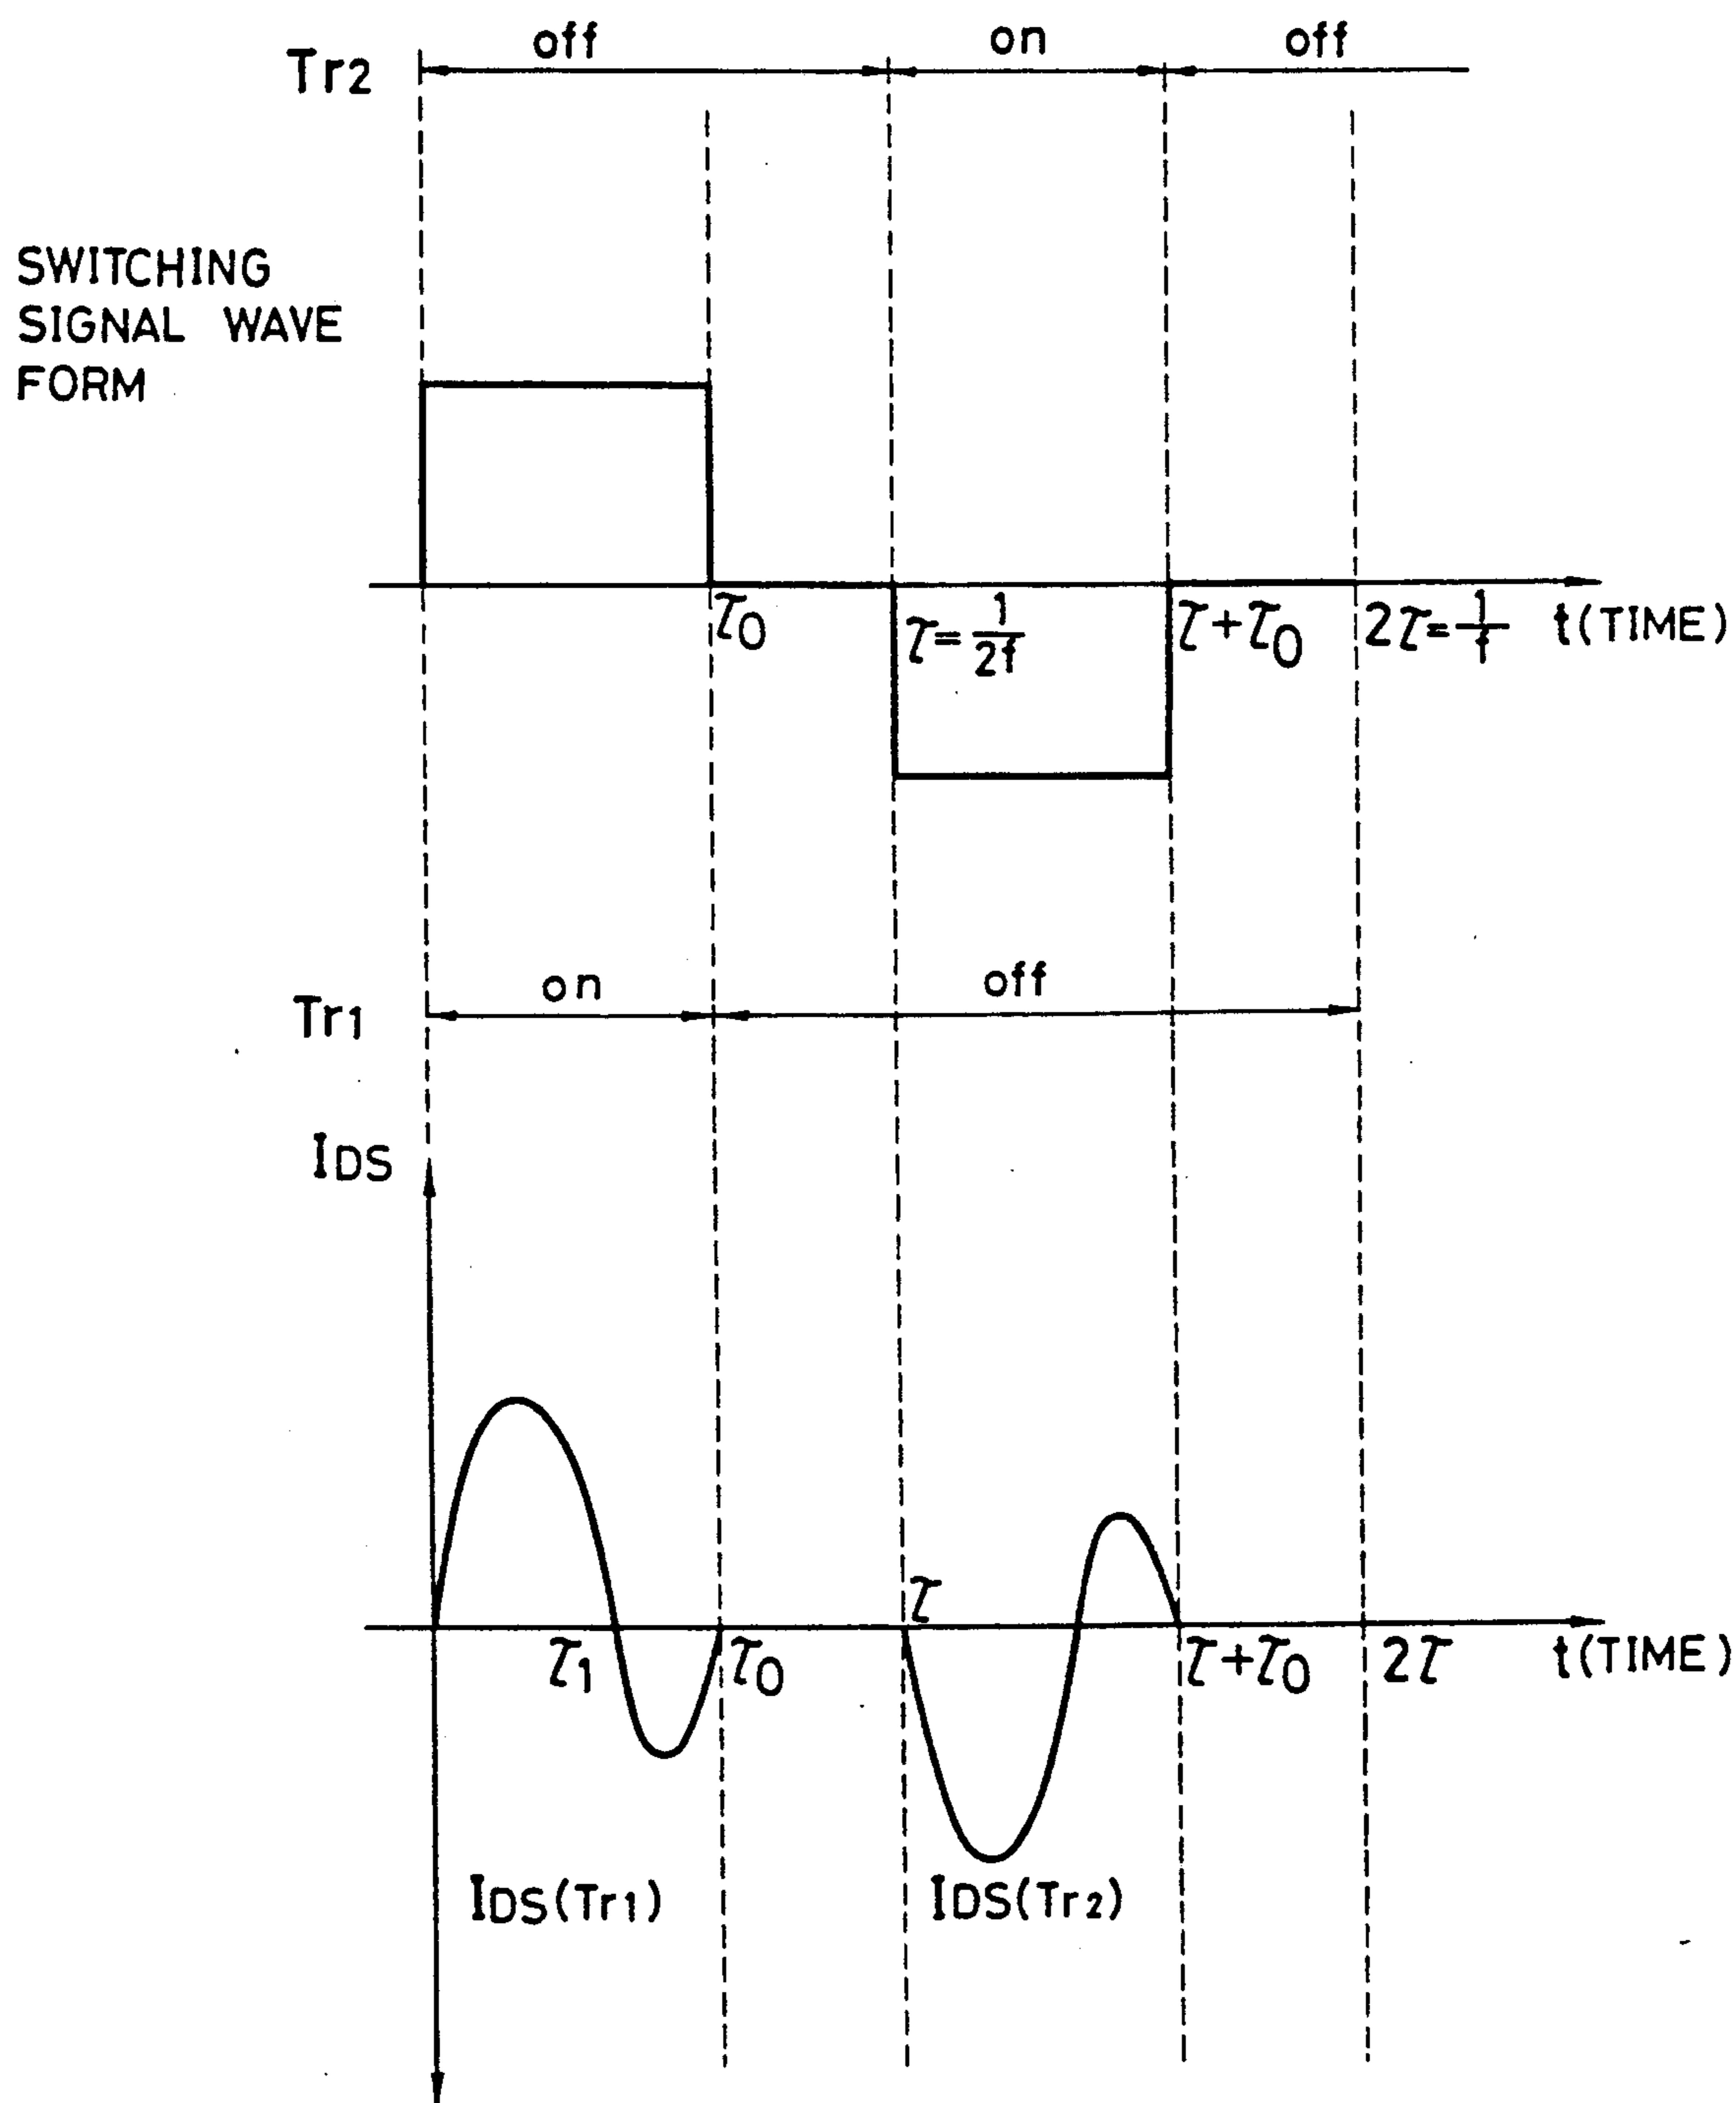 off on off
Tr2
SWITCHING
SIGNAL WAVE
FORM
τ0 τ=1/2f τ+τ0 2τ=1/f t(TIME)
on off
Tr1
IDS
τ
τ1 τ0 τ+τ0 2τ t(TIME)
IDS(Tr1) IDS(Tr2)